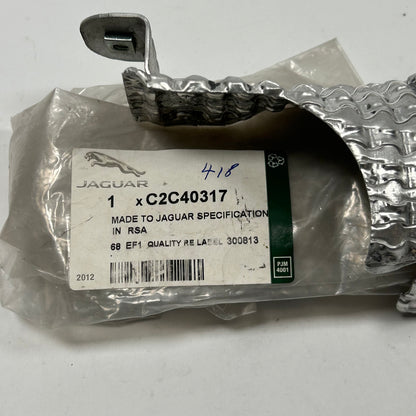 418
JAGUAR
1 x C2C40317
MADE TO JAGUAR SPECIFICATION
IN RSA
68 EF1 QUALITY RE LABEL 300813
2012
PJM
4001